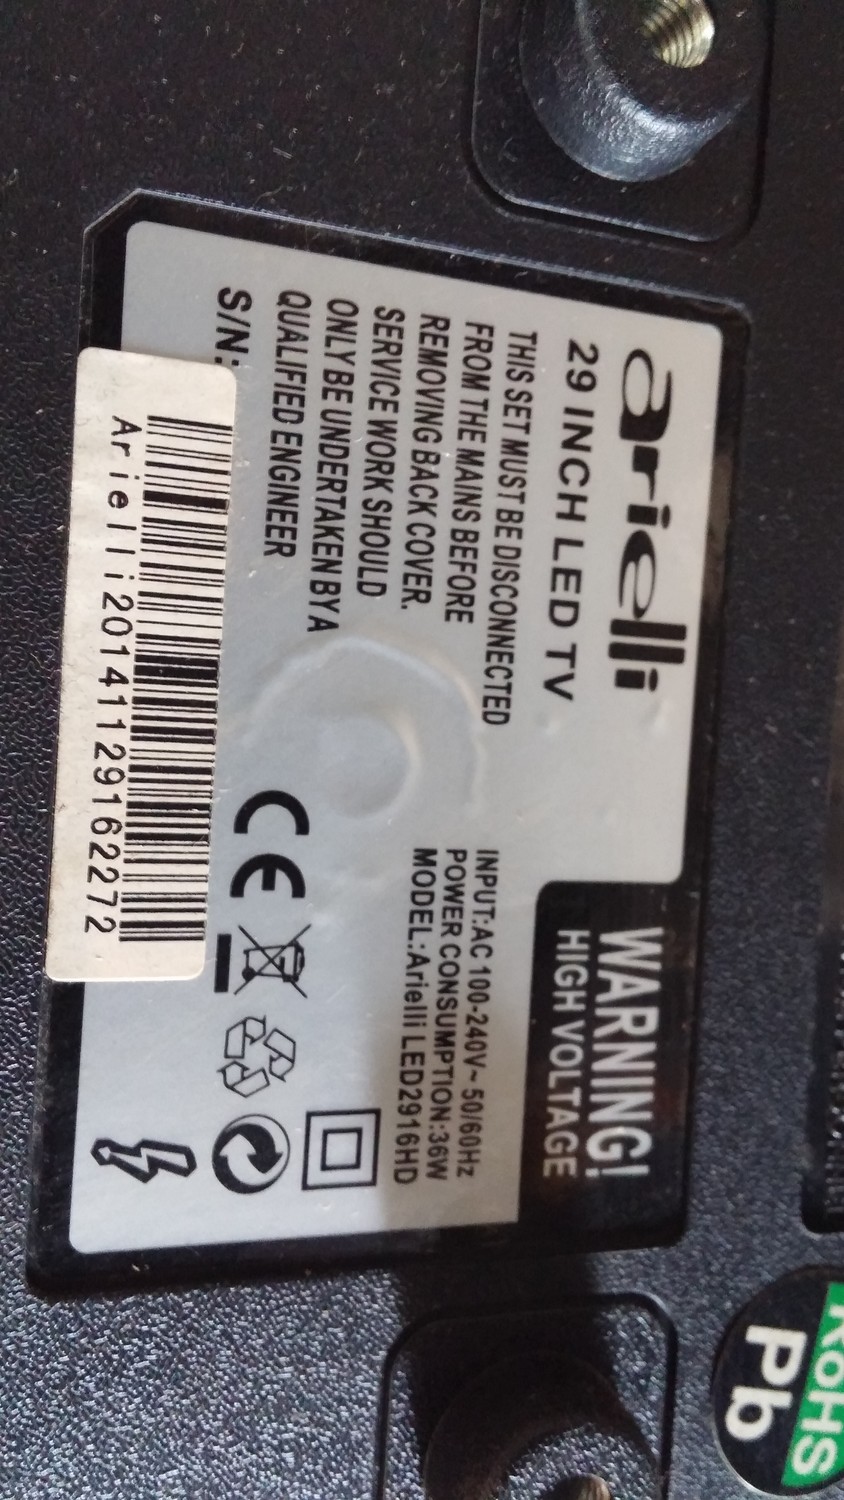 arielli
29 INCH LED TV
THIS SET MUST BE DISCONNECTED
FROM THE MAINS BEFORE
REMOVING BACK COVER.
SERVICE WORK SHOULD
ONLY BE UNDERTAKEN BY A
QUALIFIED ENGINEER
S/N:
Arielli20141129162272
WARNING!
HIGH VOLTAGE
INPUT:AC 100-240V~ 50/60Hz
POWER CONSUMPTION:36W
MODEL:Arielli LED2916HD
CE
RoHS
Pb